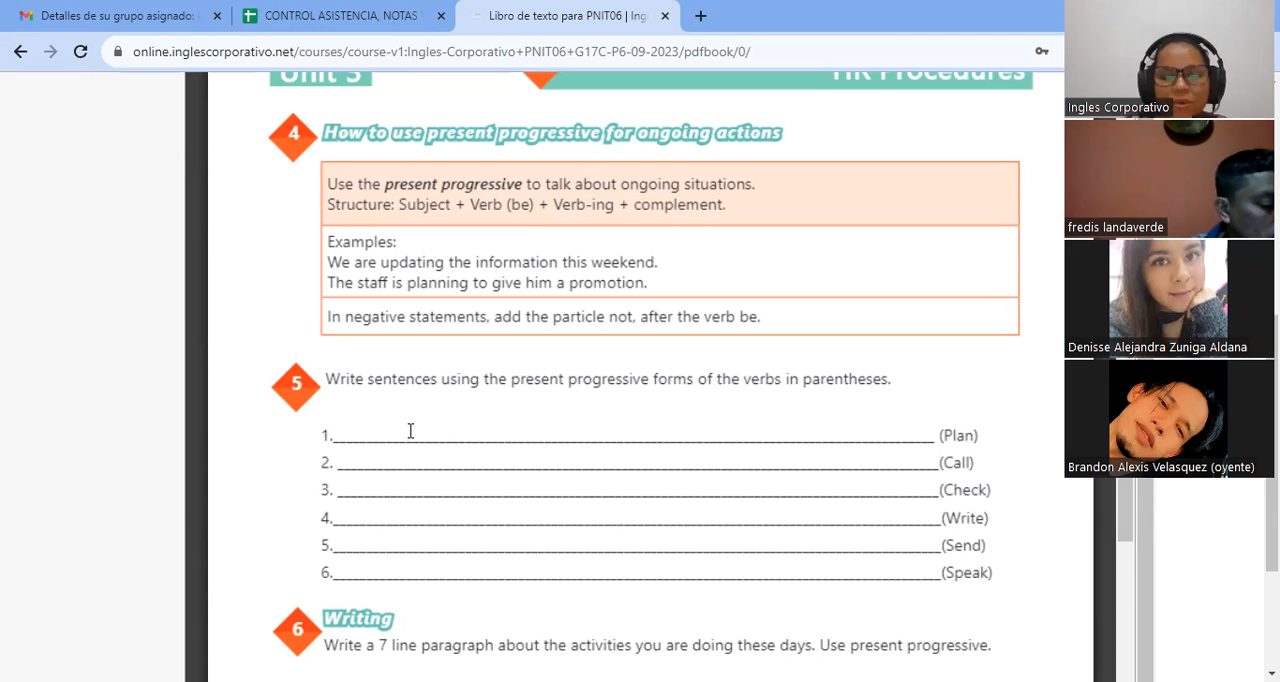 Detalles de su grupo asignado:
CONTROL ASISTENCIA, NOTAS
Libro de texto para PNIT06 | Ing
online.inglescorporativo.net/courses/course-v1:Ingles-Corporativo+PNIT06+G17C-P6-09-2023/pdfbook/0/
Unit 3
HR Procedures
4 How to use present progressive for ongoing actions
Use the present progressive to talk about ongoing situations.
Structure: Subject + Verb (be) + Verb-ing + complement.
Examples:
We are updating the information this weekend.
The staff is planning to give him a promotion.
In negative statements, add the particle not, after the verb be.
5 Write sentences using the present progressive forms of the verbs in parentheses.
1. (Plan)
2. (Call)
3. (Check)
4. (Write)
5. (Send)
6. (Speak)
6 Writing
Write a 7 line paragraph about the activities you are doing these days. Use present progressive.
Ingles Corporativo
fredis landaverde
Denisse Alejandra Zuniga Aldana
Brandon Alexis Velasquez (oyente)